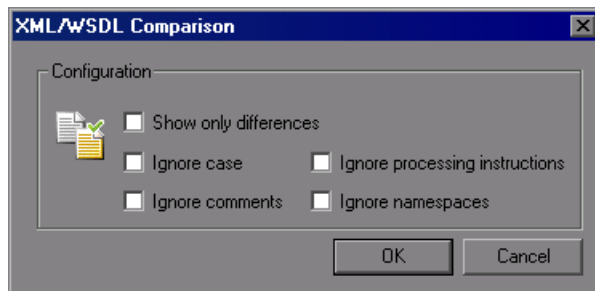 XML/WSDL Comparison
Configuration
Show only differences
Ignore case Ignore processing instructions
Ignore comments Ignore namespaces
OK Cancel